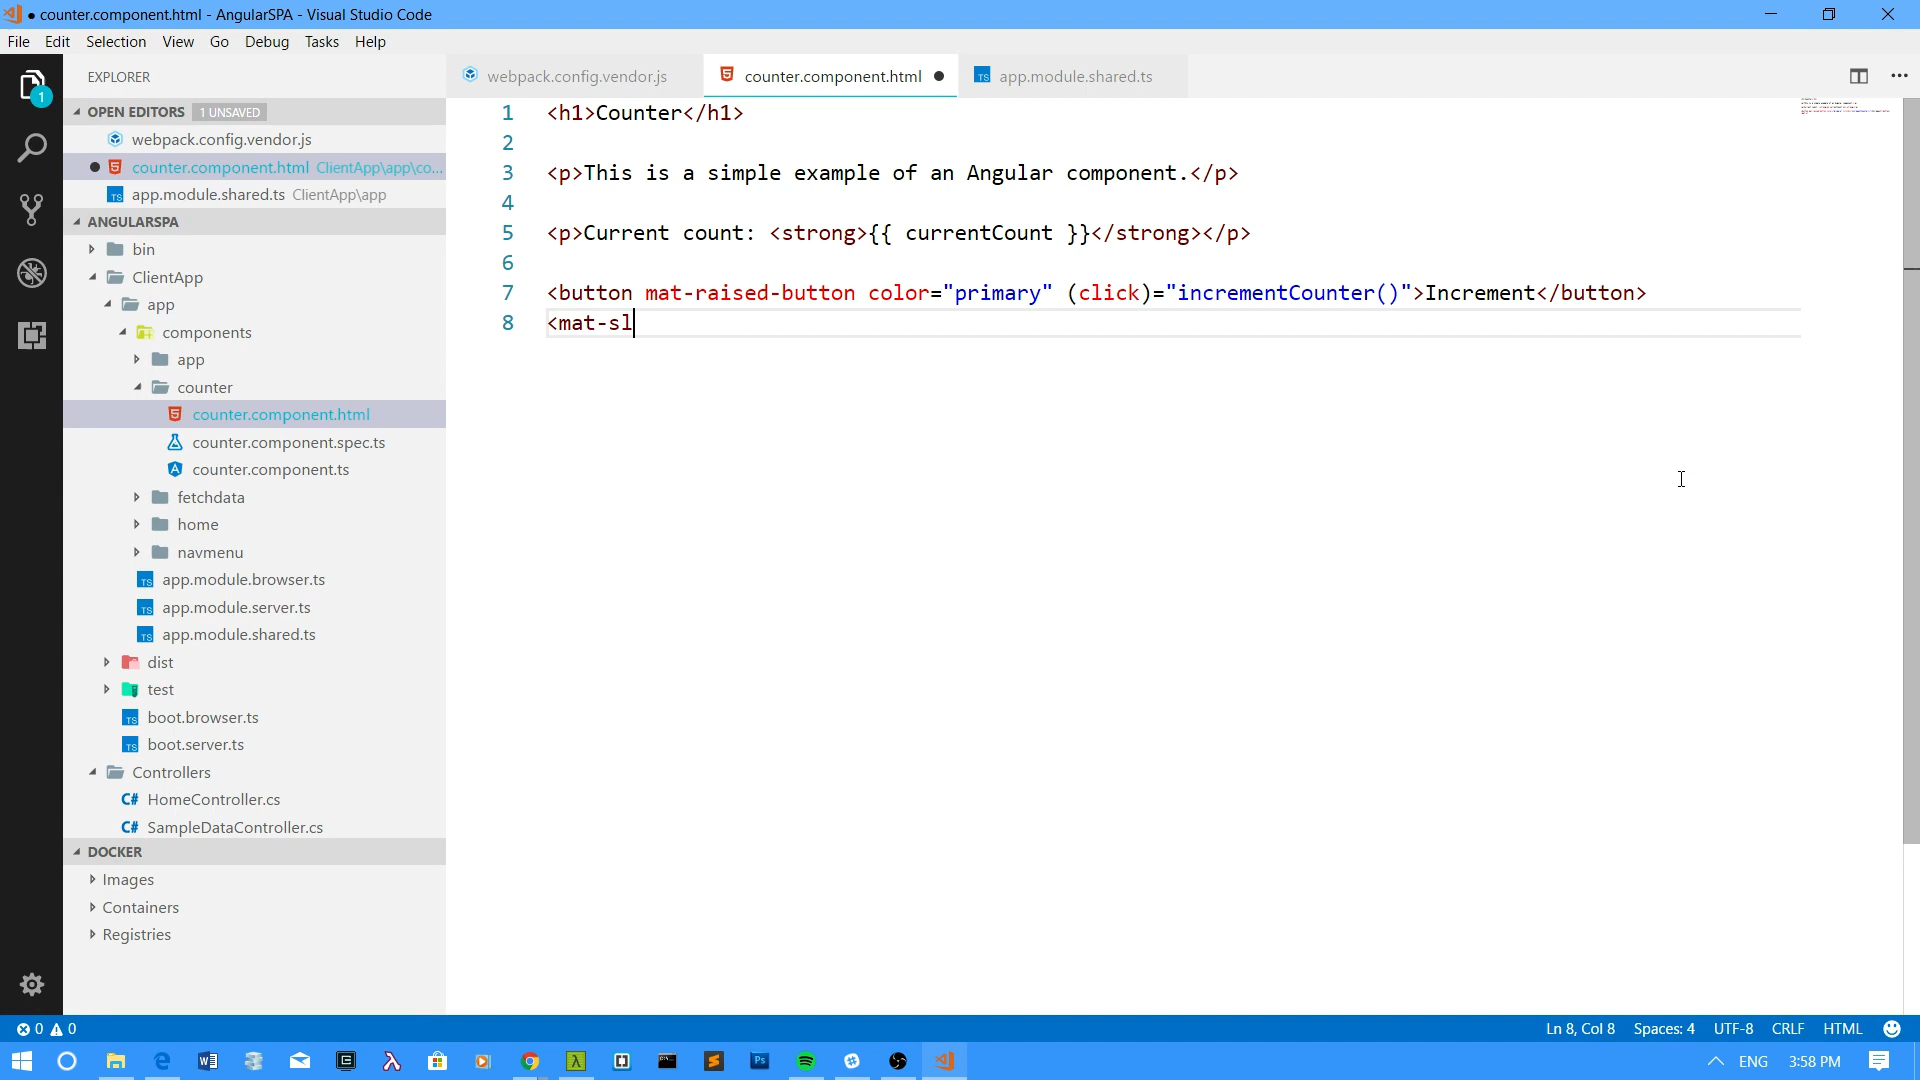 ● counter.component.html - AngularSPA - Visual Studio Code
File Edit Selection View Go Debug Tasks Help
EXPLORER
OPEN EDITORS 1 UNSAVED
webpack.config.vendor.js
counter.component.html ClientApp\app\co...
app.module.shared.ts ClientApp\app
ANGULARSPA
bin
ClientApp
app
components
app
counter
counter.component.html
counter.component.spec.ts
counter.component.ts
fetchdata
home
navmenu
app.module.browser.ts
app.module.server.ts
app.module.shared.ts
dist
test
boot.browser.ts
boot.server.ts
Controllers
HomeController.cs
SampleDataController.cs
DOCKER
Images
Containers
Registries
webpack.config.vendor.js counter.component.html ● app.module.shared.ts
1 <h1>Counter</h1>
2
3 <p>This is a simple example of an Angular component.</p>
4
5 <p>Current count: <strong>{{ currentCount }}</strong></p>
6
7 <button mat-raised-button color="primary" (click)="incrementCounter()">Increment</button>
8 <mat-sl
0 0 Ln 8, Col 8 Spaces: 4 UTF-8 CRLF HTML
ENG 3:58 PM